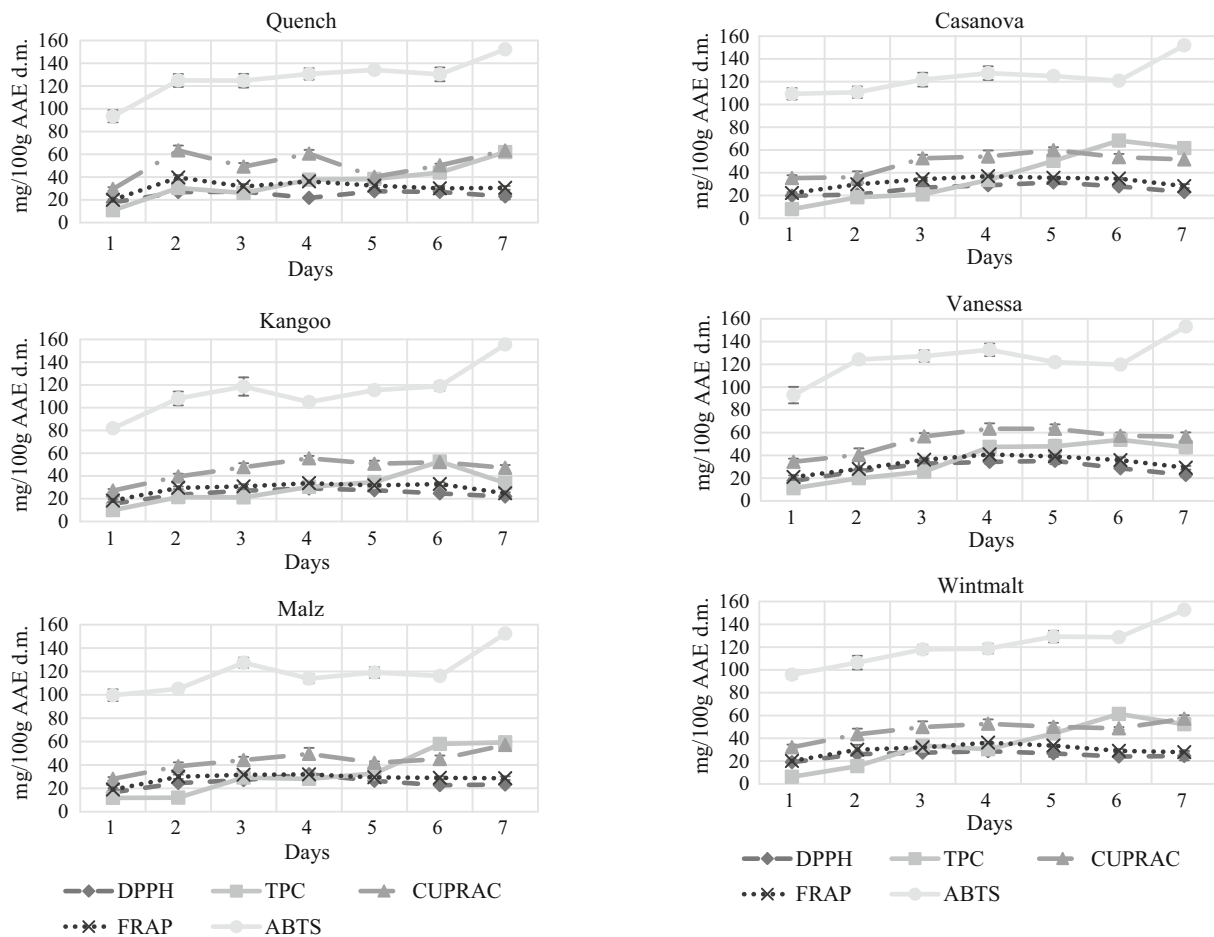 Quench
mg/100g AAE d.m.
160
140
120
100
80
60
40
20
0
1 2 3 4 5 6 7
Days
Casanova
mg/100g AAE d.m.
160
140
120
100
80
60
40
20
0
1 2 3 4 5 6 7
Days
Kangoo
mg/100g AAE d.m.
160
140
120
100
80
60
40
20
0
1 2 3 4 5 6 7
Days
Vanessa
mg/100g AAE d.m.
160
140
120
100
80
60
40
20
0
1 2 3 4 5 6 7
Days
Malz
mg/100g AAE d.m.
160
140
120
100
80
60
40
20
0
1 2 3 4 5 6 7
Days
DPPH TPC CUPRAC
FRAP ABTS
Wintmalt
mg/100g AAE d.m.
160
140
120
100
80
60
40
20
0
1 2 3 4 5 6 7
Days
DPPH TPC CUPRAC
FRAP ABTS